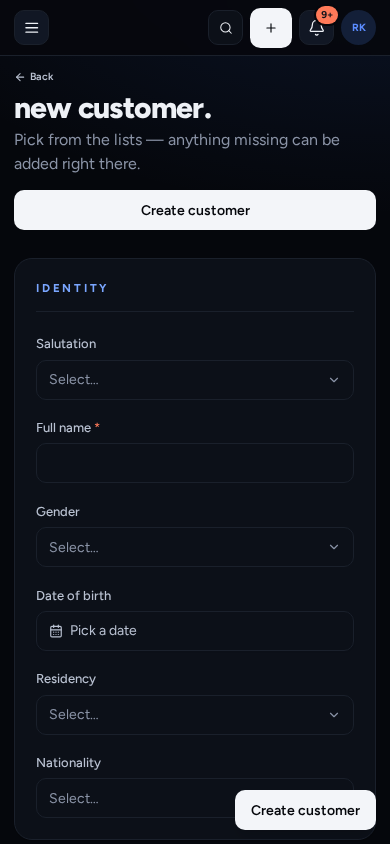 9+
RK
Back
new customer.
Pick from the lists — anything missing can be
added right there.
Create customer
IDENTITY
Salutation
Select...
Full name *
Gender
Select...
Date of birth
Pick a date
Residency
Select...
Nationality
Select...
Create customer